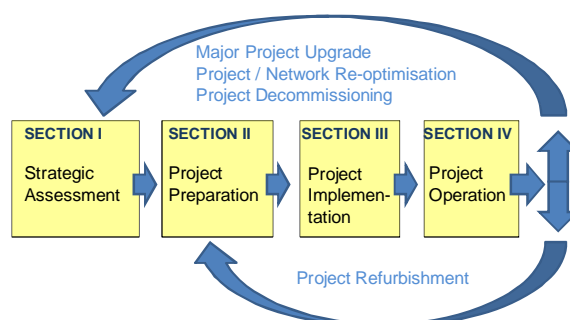 Major Project Upgrade
Project / Network Re-optimisation
Project Decommissioning
SECTION I
Strategic
Assessment
SECTION II
Project
Preparation
SECTION III
Project
Implemen-
tation
SECTION IV
Project
Operation
Project Refurbishment